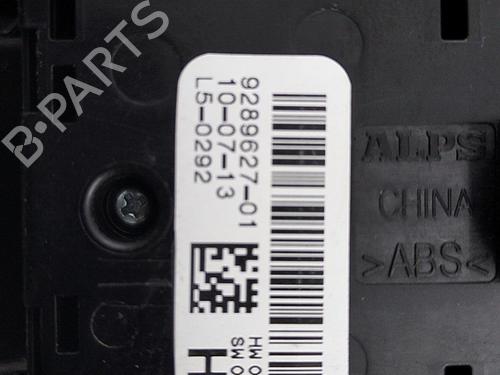 B-PARTS
9289627-01
10-07-13
L5-0292
HW 0
SW 0
H
ALPS
CHINA
>ABS<